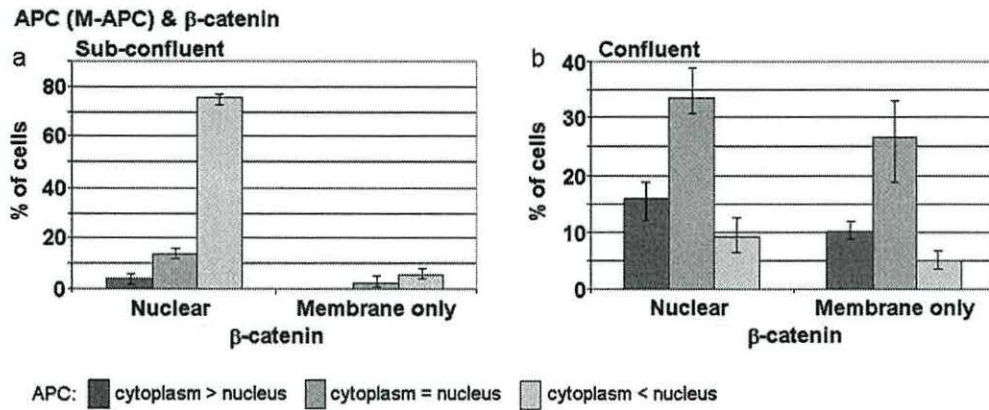 APC (M-APC) & β-catenin
a Sub-confluent
80
60
40
20
0
% of cells
Nuclear Membrane only
β-catenin
b Confluent
40
30
20
10
0
% of cells
Nuclear Membrane only
β-catenin
APC: cytoplasm > nucleus cytoplasm = nucleus cytoplasm < nucleus